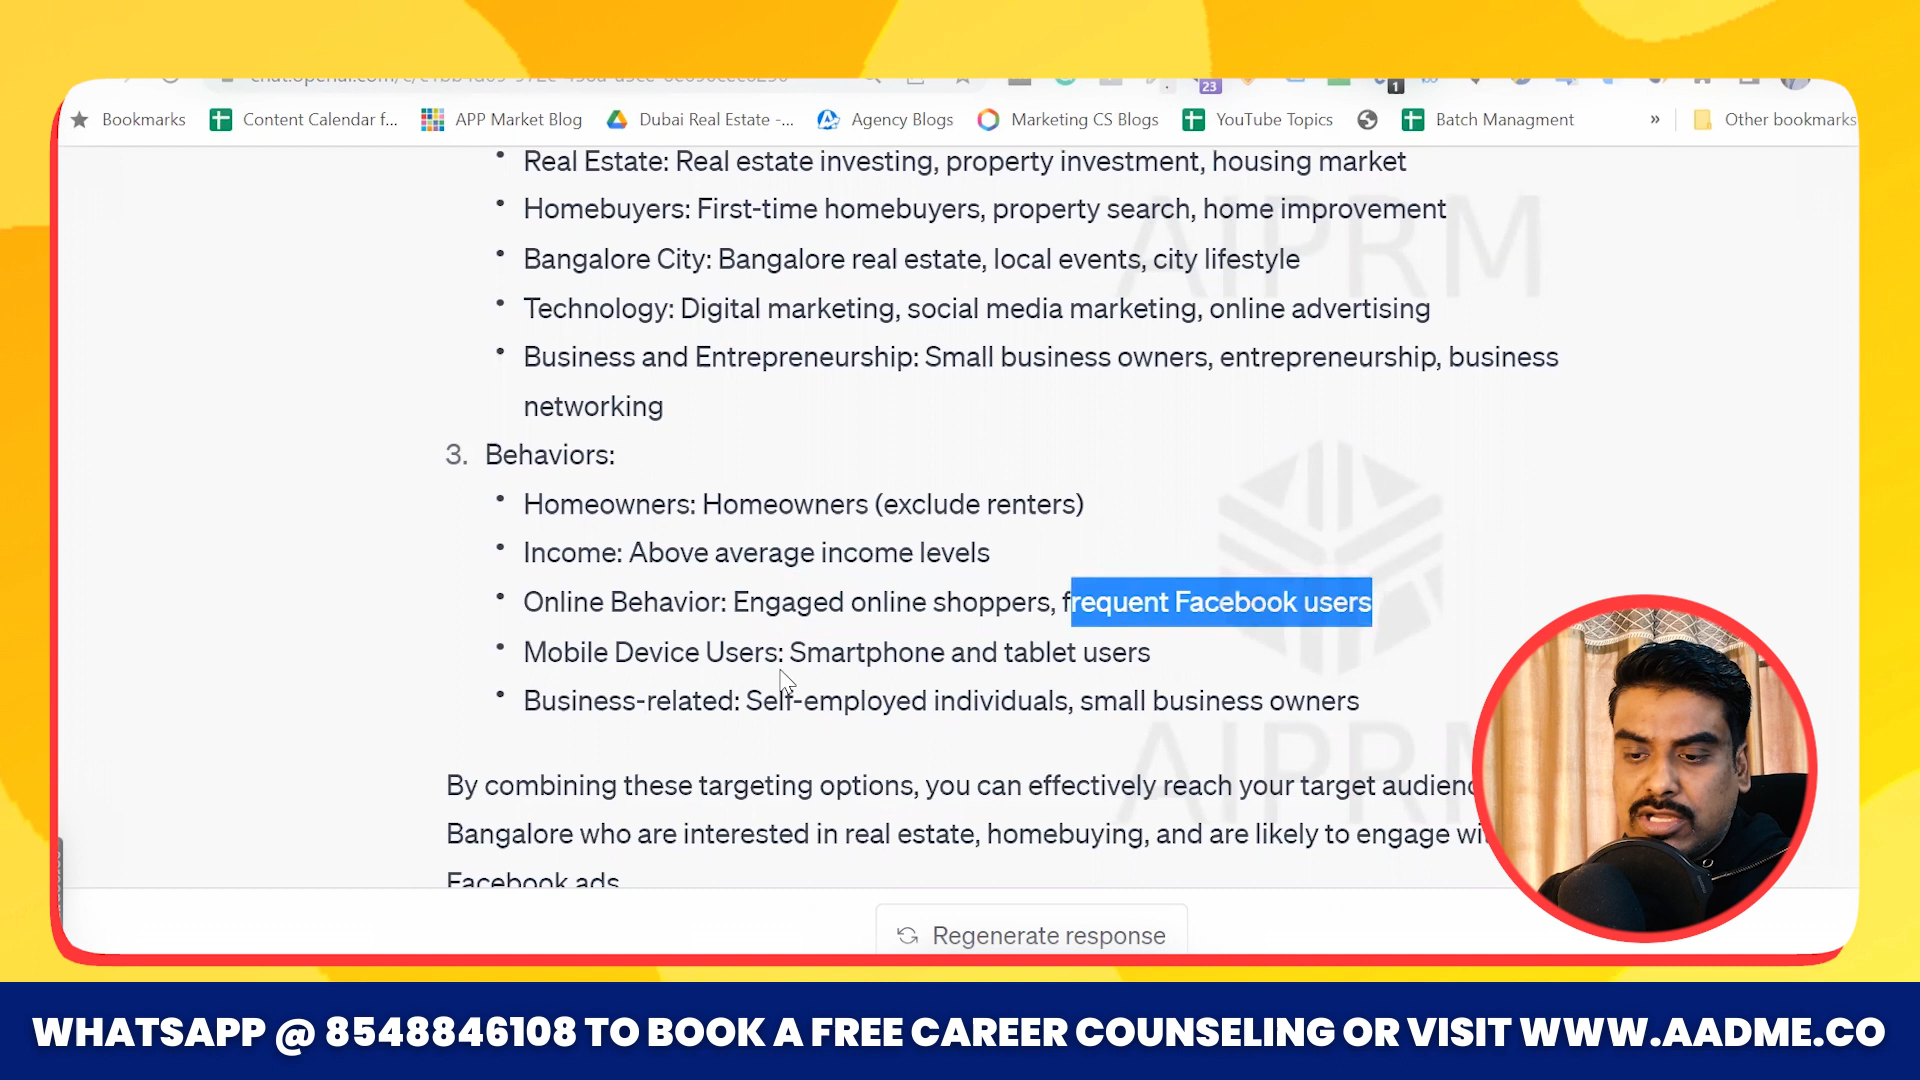 23
1
Bookmarks Content Calendar f... APP Market Blog Dubai Real Estate -... Agency Blogs Marketing CS Blogs YouTube Topics Batch Managment » Other bookmarks
• Real Estate: Real estate investing, property investment, housing market
• Homebuyers: First-time homebuyers, property search, home improvement
• Bangalore City: Bangalore real estate, local events, city lifestyle
• Technology: Digital marketing, social media marketing, online advertising
• Business and Entrepreneurship: Small business owners, entrepreneurship, business
networking
3. Behaviors:
• Homeowners: Homeowners (exclude renters)
• Income: Above average income levels
• Online Behavior: Engaged online shoppers, frequent Facebook users
• Mobile Device Users: Smartphone and tablet users
• Business-related: Self-employed individuals, small business owners
By combining these targeting options, you can effectively reach your target audienc
Bangalore who are interested in real estate, homebuying, and are likely to engage wi
Facebook ads
Regenerate response
AIPRM
AIPRM
WHATSAPP @ 8548846108 TO BOOK A FREE CAREER COUNSELING OR VISIT WWW.AADME.CO